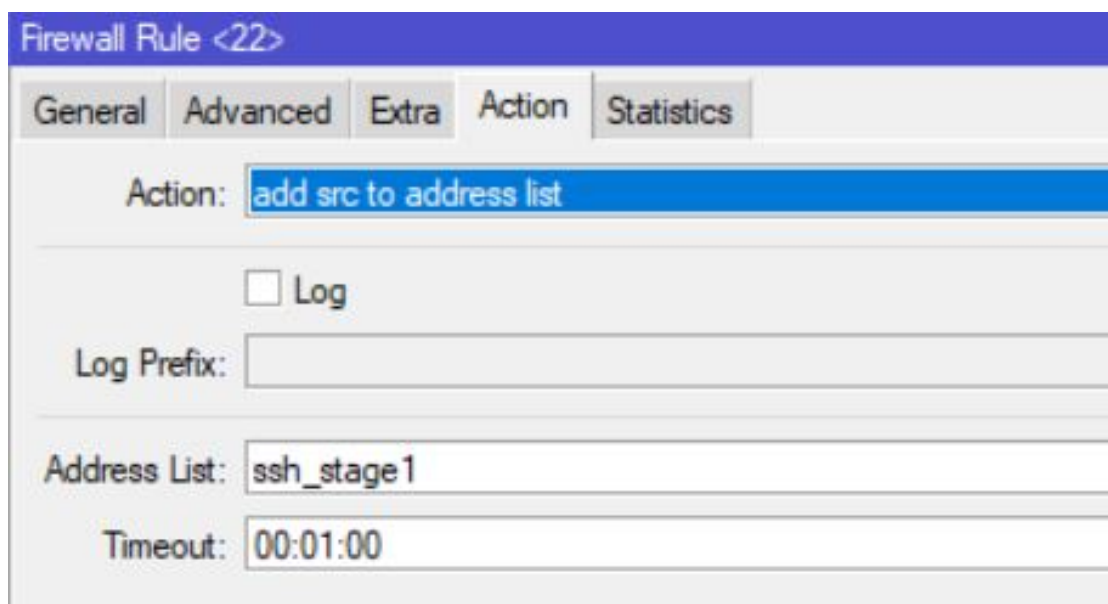 Firewall Rule <22>
General Advanced Extra Action Statistics
Action: add src to address list
Log
Log Prefix:
Address List: ssh_stage1
Timeout: 00:01:00